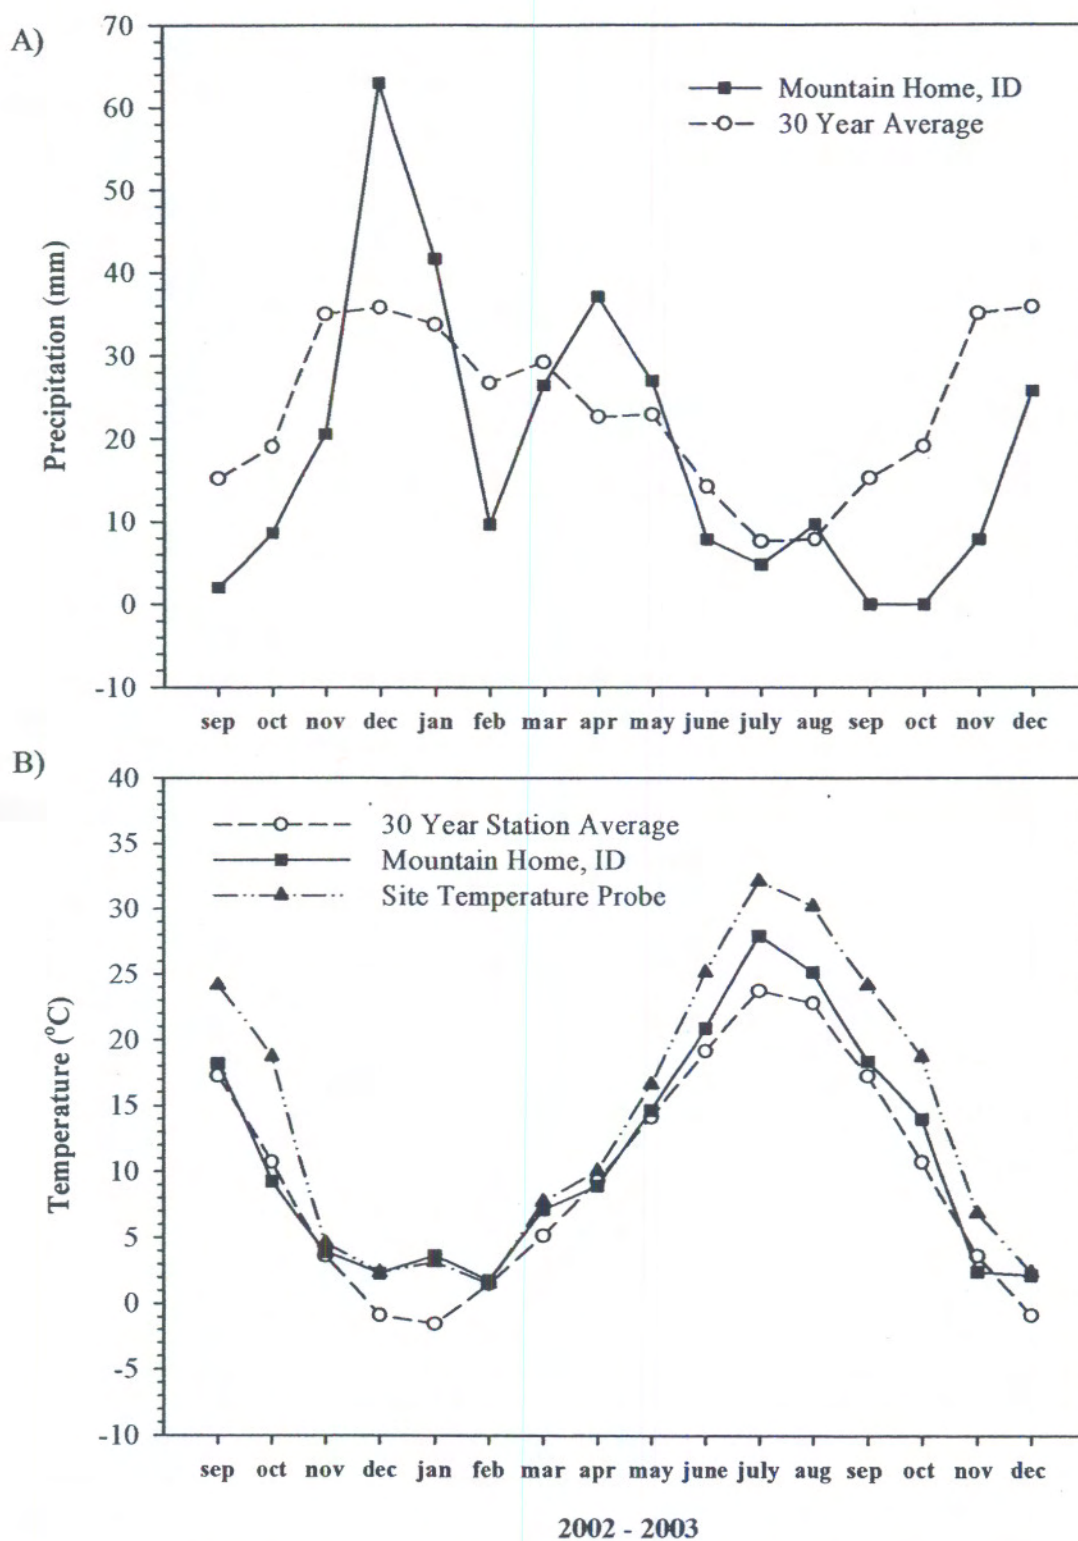 A)
70
60
50
40
30
20
10
0
-10
Precipitation (mm)
Mountain Home, ID
30 Year Average
sep oct nov dec jan feb mar apr may june july aug sep oct nov dec
B)
40
35
30
25
20
15
10
5
0
-5
-10
Temperature (°C)
30 Year Station Average
Mountain Home, ID
Site Temperature Probe
sep oct nov dec jan feb mar apr may june july aug sep oct nov dec
2002 - 2003